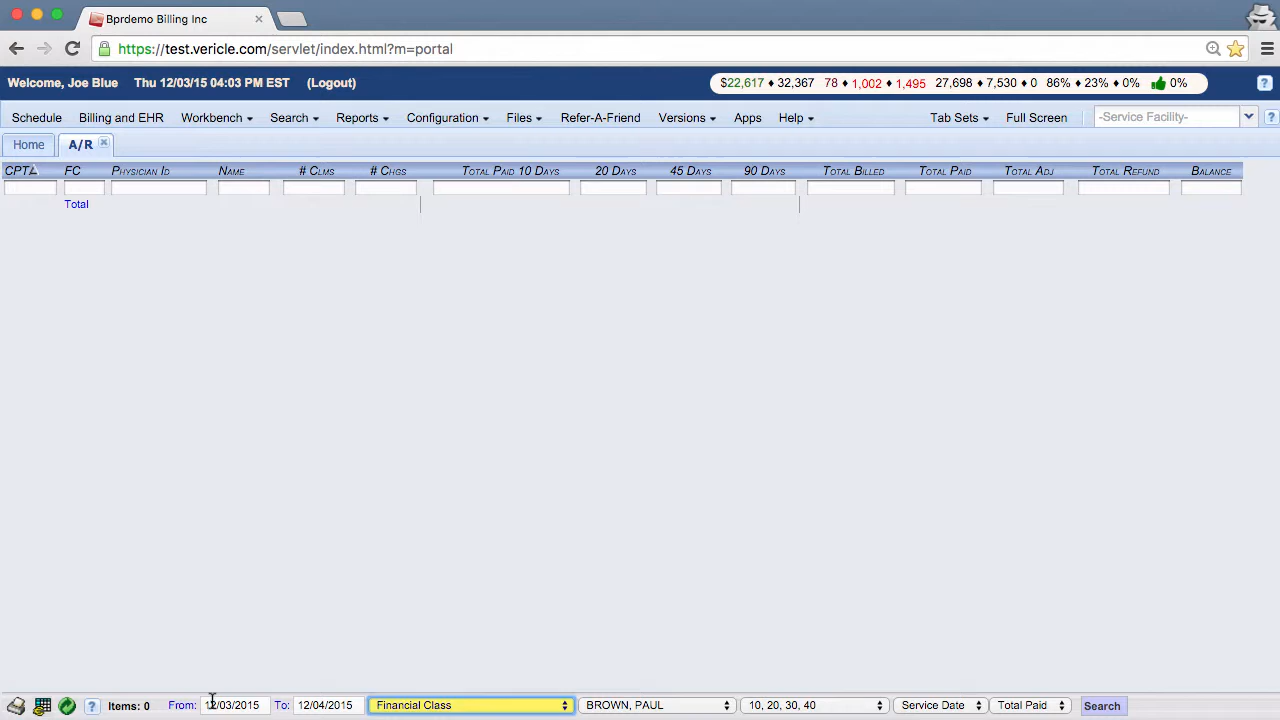 Bprdemo Billing Inc
https://test.vericle.com/servlet/index.html?m=portal
Welcome, Joe Blue Thu 12/03/15 04:03 PM EST (Logout) $22,617 ♦ 32,367 78 ♦ 1,002 ♦ 1,495 27,698 ♦ 7,530 ♦ 0 86% ♦ 23% ♦ 0% 0% ?
Schedule Billing and EHR Workbench Search Reports Configuration Files Refer-A-Friend Versions Apps Help Tab Sets Full Screen -Service Facility- ?
Home A/R
CPT FC Physician Id Name # Clms # Chgs Total Paid 10 Days 20 Days 45 Days 90 Days Total Billed Total Paid Total Adj Total Refund Balance
Total
? Items: 0 From: 12/03/2015 To: 12/04/2015 Financial Class BROWN, PAUL 10, 20, 30, 40 Service Date Total Paid Search